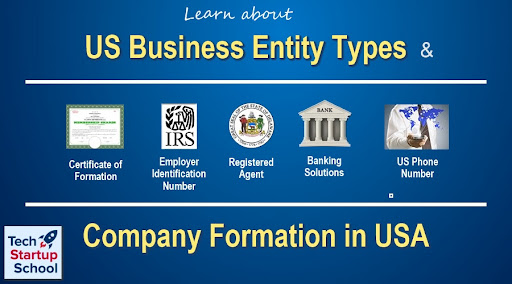 Learn about
US Business Entity Types &
IRS
BANK
Certificate of
Formation
Employer
Identification
Number
Registered
Agent
Banking
Solutions
US Phone
Number
Tech
Startup
School
Company Formation in USA